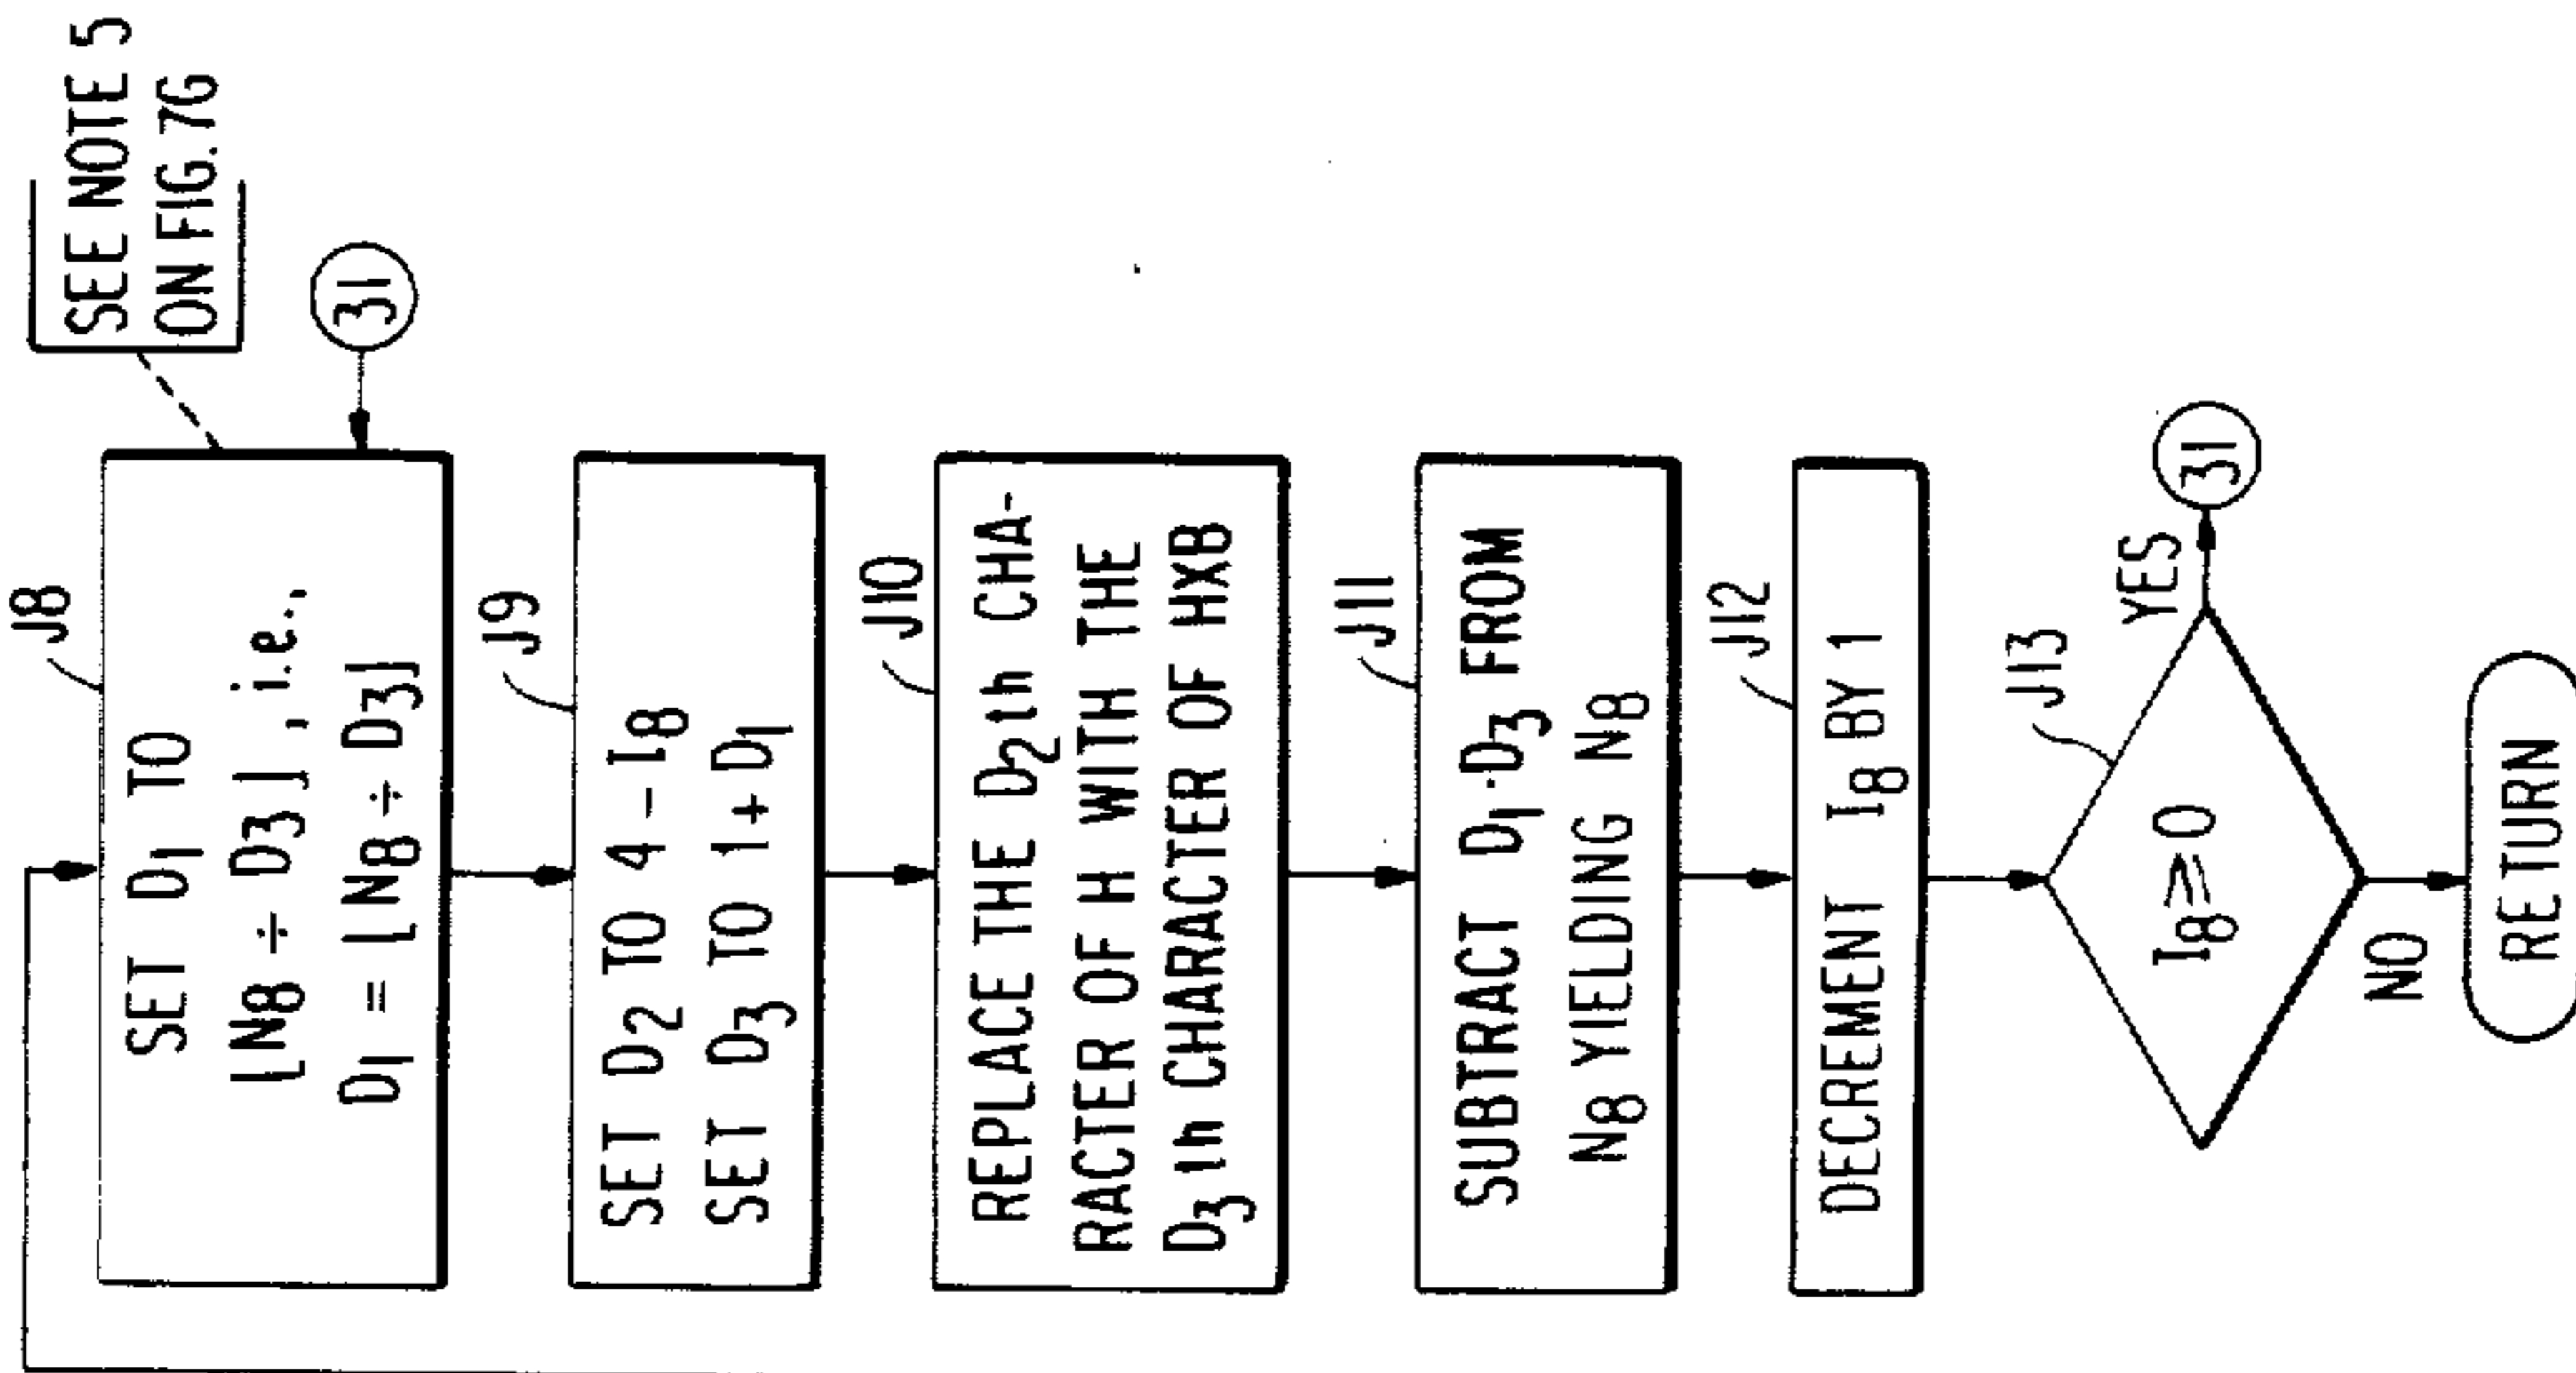 SEE NOTE 5
ON FIG. 7G
31
J8
SET D₁ TO
⌊N₈ ÷ D₃⌋, i.e.,
D₁ = ⌊N₈ ÷ D₃⌋
J9
SET D₂ TO 4 - I₈
SET D₃ TO 1 + D₁
J10
REPLACE THE D₂th CHA-
RACTER OF H WITH THE
D₃th CHARACTER OF HXB
J11
SUBTRACT D₁·D₃ FROM
N₈ YIELDING N₈
J12
DECREMENT I₈ BY 1
J13
I₈ ≥ 0
YES
31
NO
RETURN